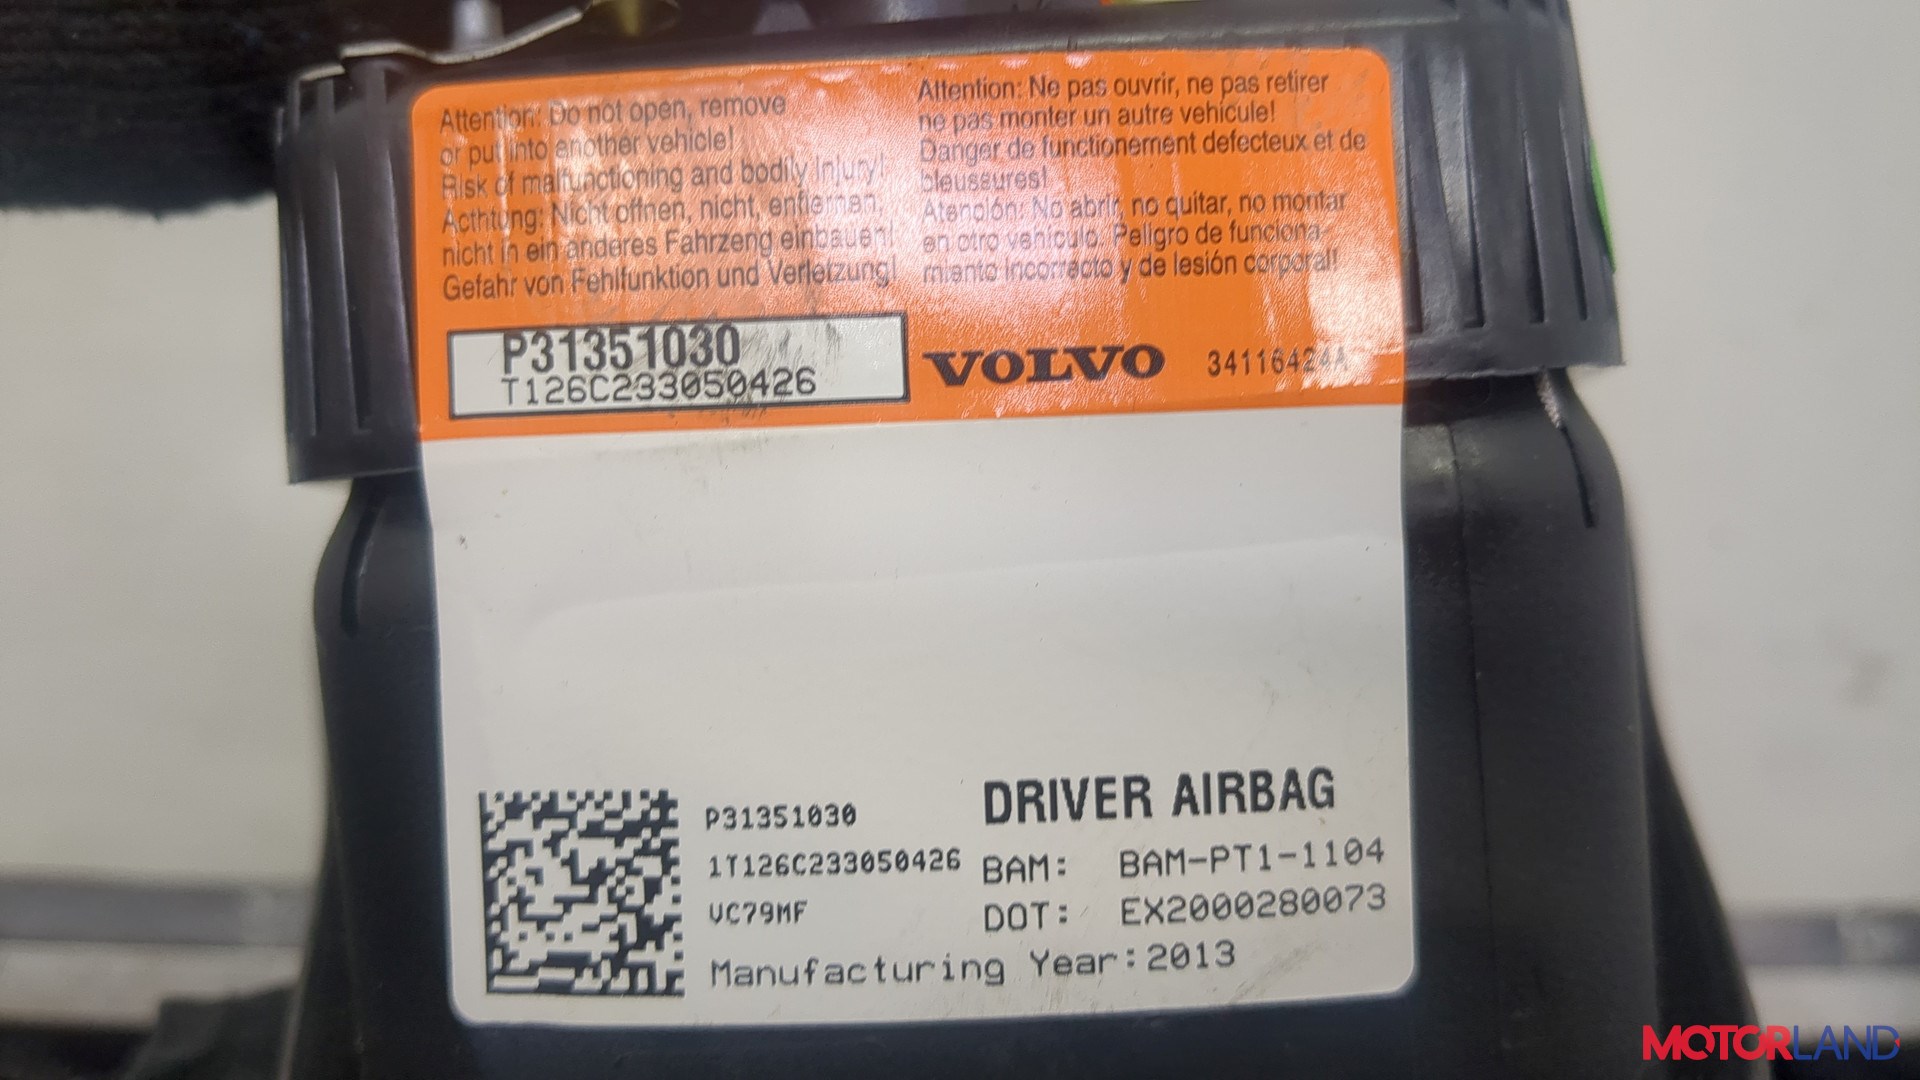 Attention: Do not open, remove
or put into another vehicle!
Risk of malfunctioning and bodily Injury!
Acthtung: Nicht offnen, nicht, entfernen,
nicht in ein anderes Fahrzeng einbauen!
Gefahr von Fehlfunktion und Verletzung!
Attention: Ne pas ouvrir, ne pas retirer
ne pas monter un autre vehicule!
Danger de functionement defecteux et de
bleussures!
Atención: No abrir, no quitar, no montar
en otro vehiculo. Peligro de funciona-
miento incorrecto y de lesión corporal!
P31351030
T126C233050426
VOLVO
34116424A
P31351030
1T126C233050426
VC79MF
DRIVER AIRBAG
BAM: BAM-PT1-1104
DOT: EX2000280073
Manufacturing Year:2013
MOTORLAND